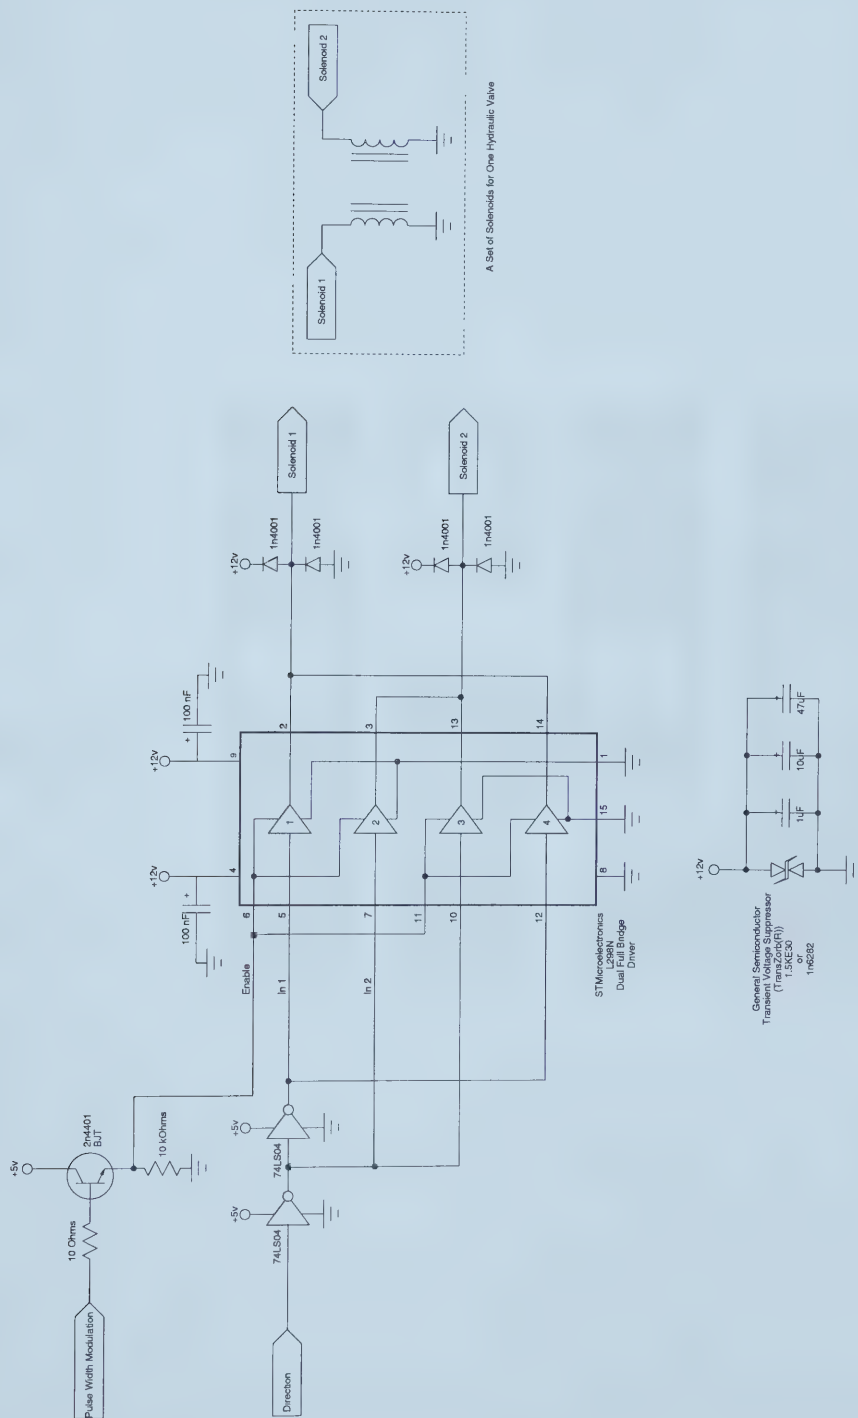 Pulse Width Modulation
10 Ohms
+5v
2n4401
BJT
10 kOhms
Direction
74LS04
+5v
74LS04
+5v
Enable
In 1
In 2
100 nF
+
+12v
+12v
+
100 nF
4
9
6
5
7
11
10
12
1
2
3
4
2
3
13
14
8
15
1
STMicroelectronics
L298N
Dual Full Bridge
Driver
+12v
1n4001
1n4001
Solenoid 1
+12v
1n4001
1n4001
Solenoid 2
Solenoid 1
Solenoid 2
A Set of Solenoids for One Hydraulic Valve
+12v
General Semiconductor
Transient Voltage Suppressor
(TransZorb(R))
1.5KE30
or
1n6282
+
1uF
+
10uF
+
47uF